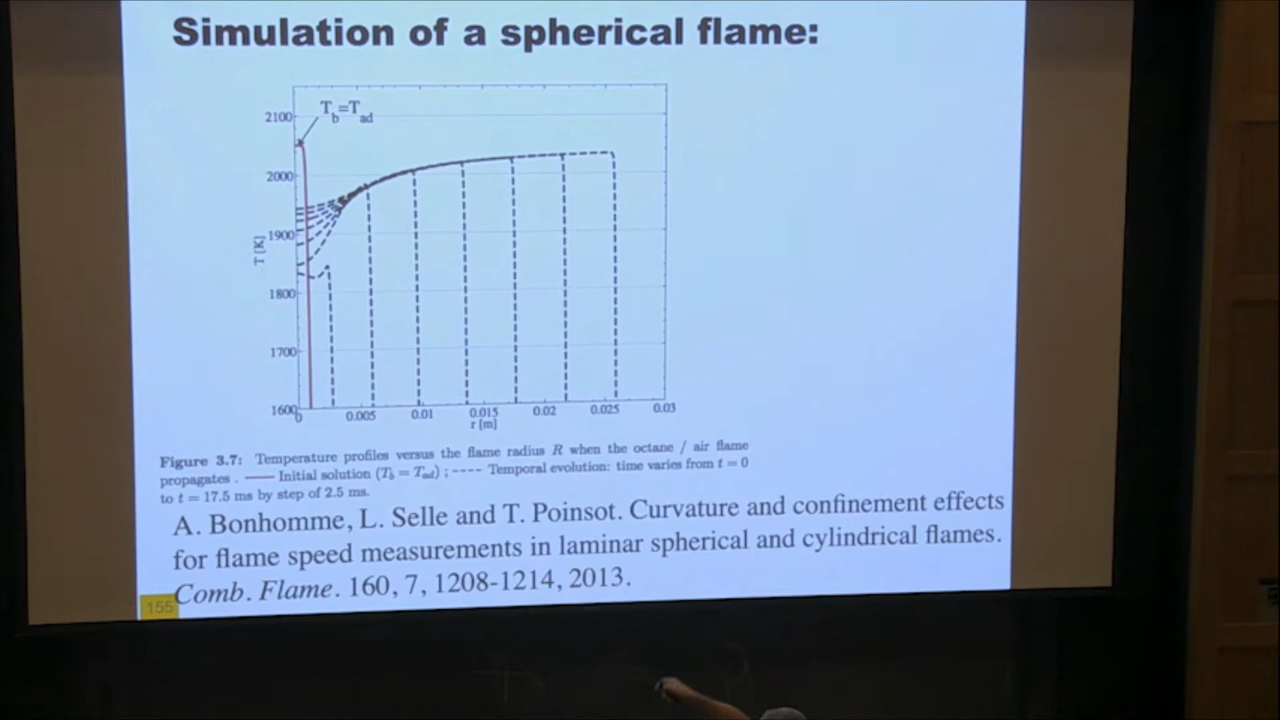 Simulation of a spherical flame:
T_b=T_ad
2100
2000
1900
T [K]
1800
1700
1600
0 0.005 0.01 0.015 0.02 0.025 0.03
r [m]
Figure 3.7: Temperature profiles versus the flame radius R when the octane / air flame
propagates . —— Initial solution (T_b = T_ad) ; ---- Temporal evolution: time varies from t = 0
to t = 17.5 ms by step of 2.5 ms.
A. Bonhomme, L. Selle and T. Poinsot. Curvature and confinement effects
for flame speed measurements in laminar spherical and cylindrical flames.
Comb. Flame. 160, 7, 1208-1214, 2013.
155